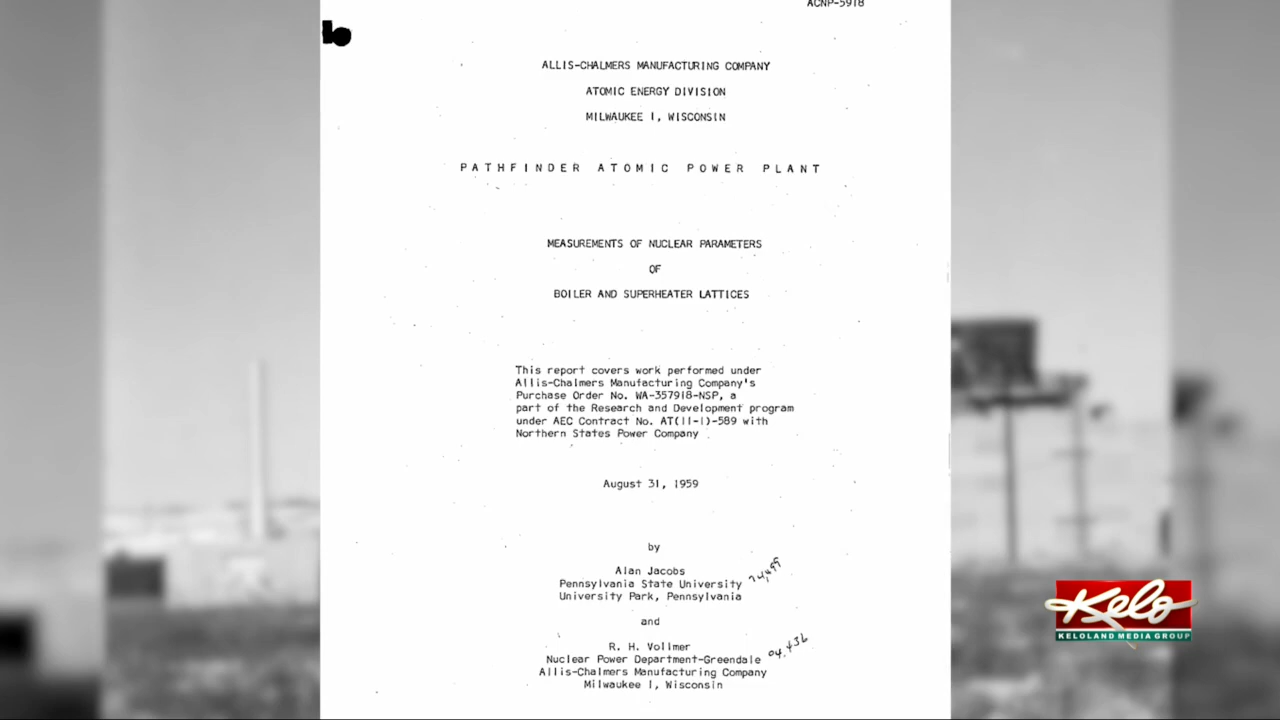 ACNP-5918
ALLIS-CHALMERS MANUFACTURING COMPANY
ATOMIC ENERGY DIVISION
MILWAUKEE 1, WISCONSIN
PATHFINDER ATOMIC POWER PLANT
MEASUREMENTS OF NUCLEAR PARAMETERS
OF
BOILER AND SUPERHEATER LATTICES
This report covers work performed under
Allis-Chalmers Manufacturing Company's
Purchase Order No. WA-357918-NSP, a
part of the Research and Development program
under AEC Contract No. AT(11-1)-589 with
Northern States Power Company
August 31, 1959
by
Alan Jacobs
Pennsylvania State University
University Park, Pennsylvania
and
R. H. Vollmer
Nuclear Power Department-Greendale
Allis-Chalmers Manufacturing Company
Milwaukee 1, Wisconsin
Kelo
KELOLAND MEDIA GROUP